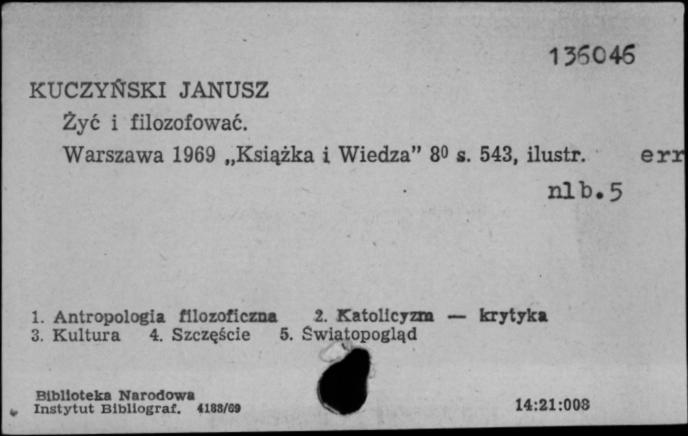 136046
KUCZYŃSKI JANUSZ
Żyć i filozofować.
Warszawa 1969 „Książka i Wiedza” 8⁰ s. 543, ilustr. err
nlb.5
1. Antropologia filozoficzna 2. Katolicyzm — krytyka
3. Kultura 4. Szczęście 5. Światopogląd
Biblioteka Narodowa
Instytut Bibliograf. 4188/69 14:21:008